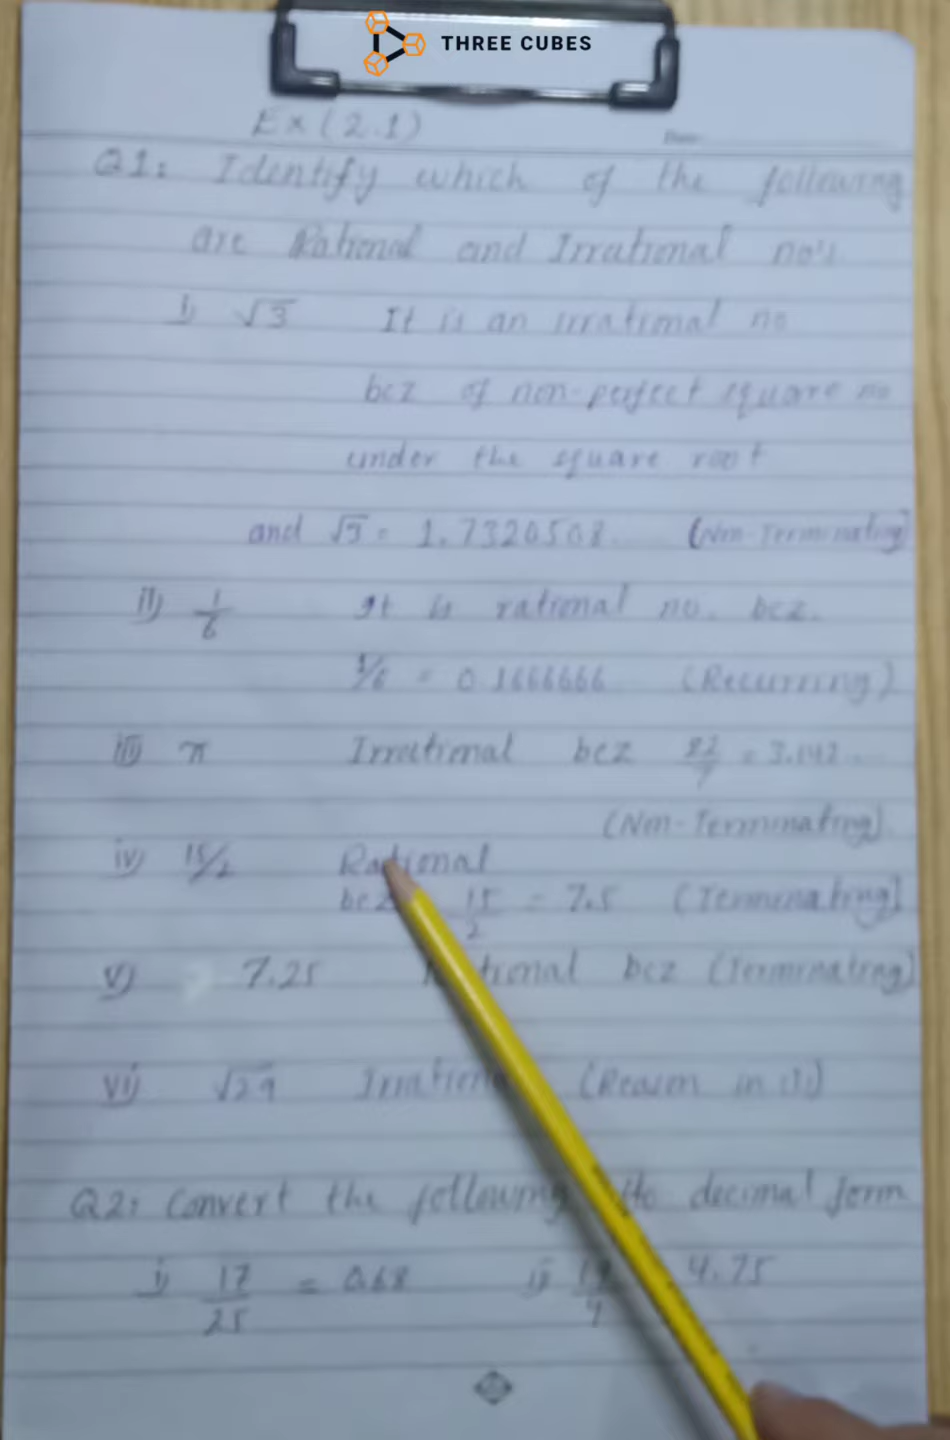 THREE CUBES
Ex (2.1)
Q1: Identify which of the following
are Rational and Irrational no's.
i) √3 It is an irrational no
bcz of non-perfect square no
under the square root
and √3 = 1.7320508... (Non-Terminating)
ii) 1/6 It is rational no. bcz.
1/6 = 0.1666666 (Recurring)
iii) π Irrational bcz 22/7 = 3.142...
(Non-Terminating)
iv) 15/2 Rational
bcz 15/2 = 7.5 (Terminating)
v) 7.25 bcz (Terminating)
vi) √29 (Reason in (i))
Q2: Convert the following decimal form
i) 17/25 = 0.68 ii) 4.75